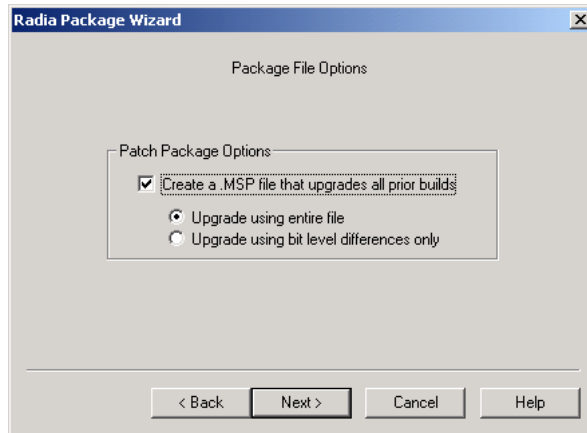 Radia Package Wizard
Package File Options
Patch Package Options
Create a .MSP file that upgrades all prior builds
Upgrade using entire file
Upgrade using bit level differences only
< Back Next > Cancel Help